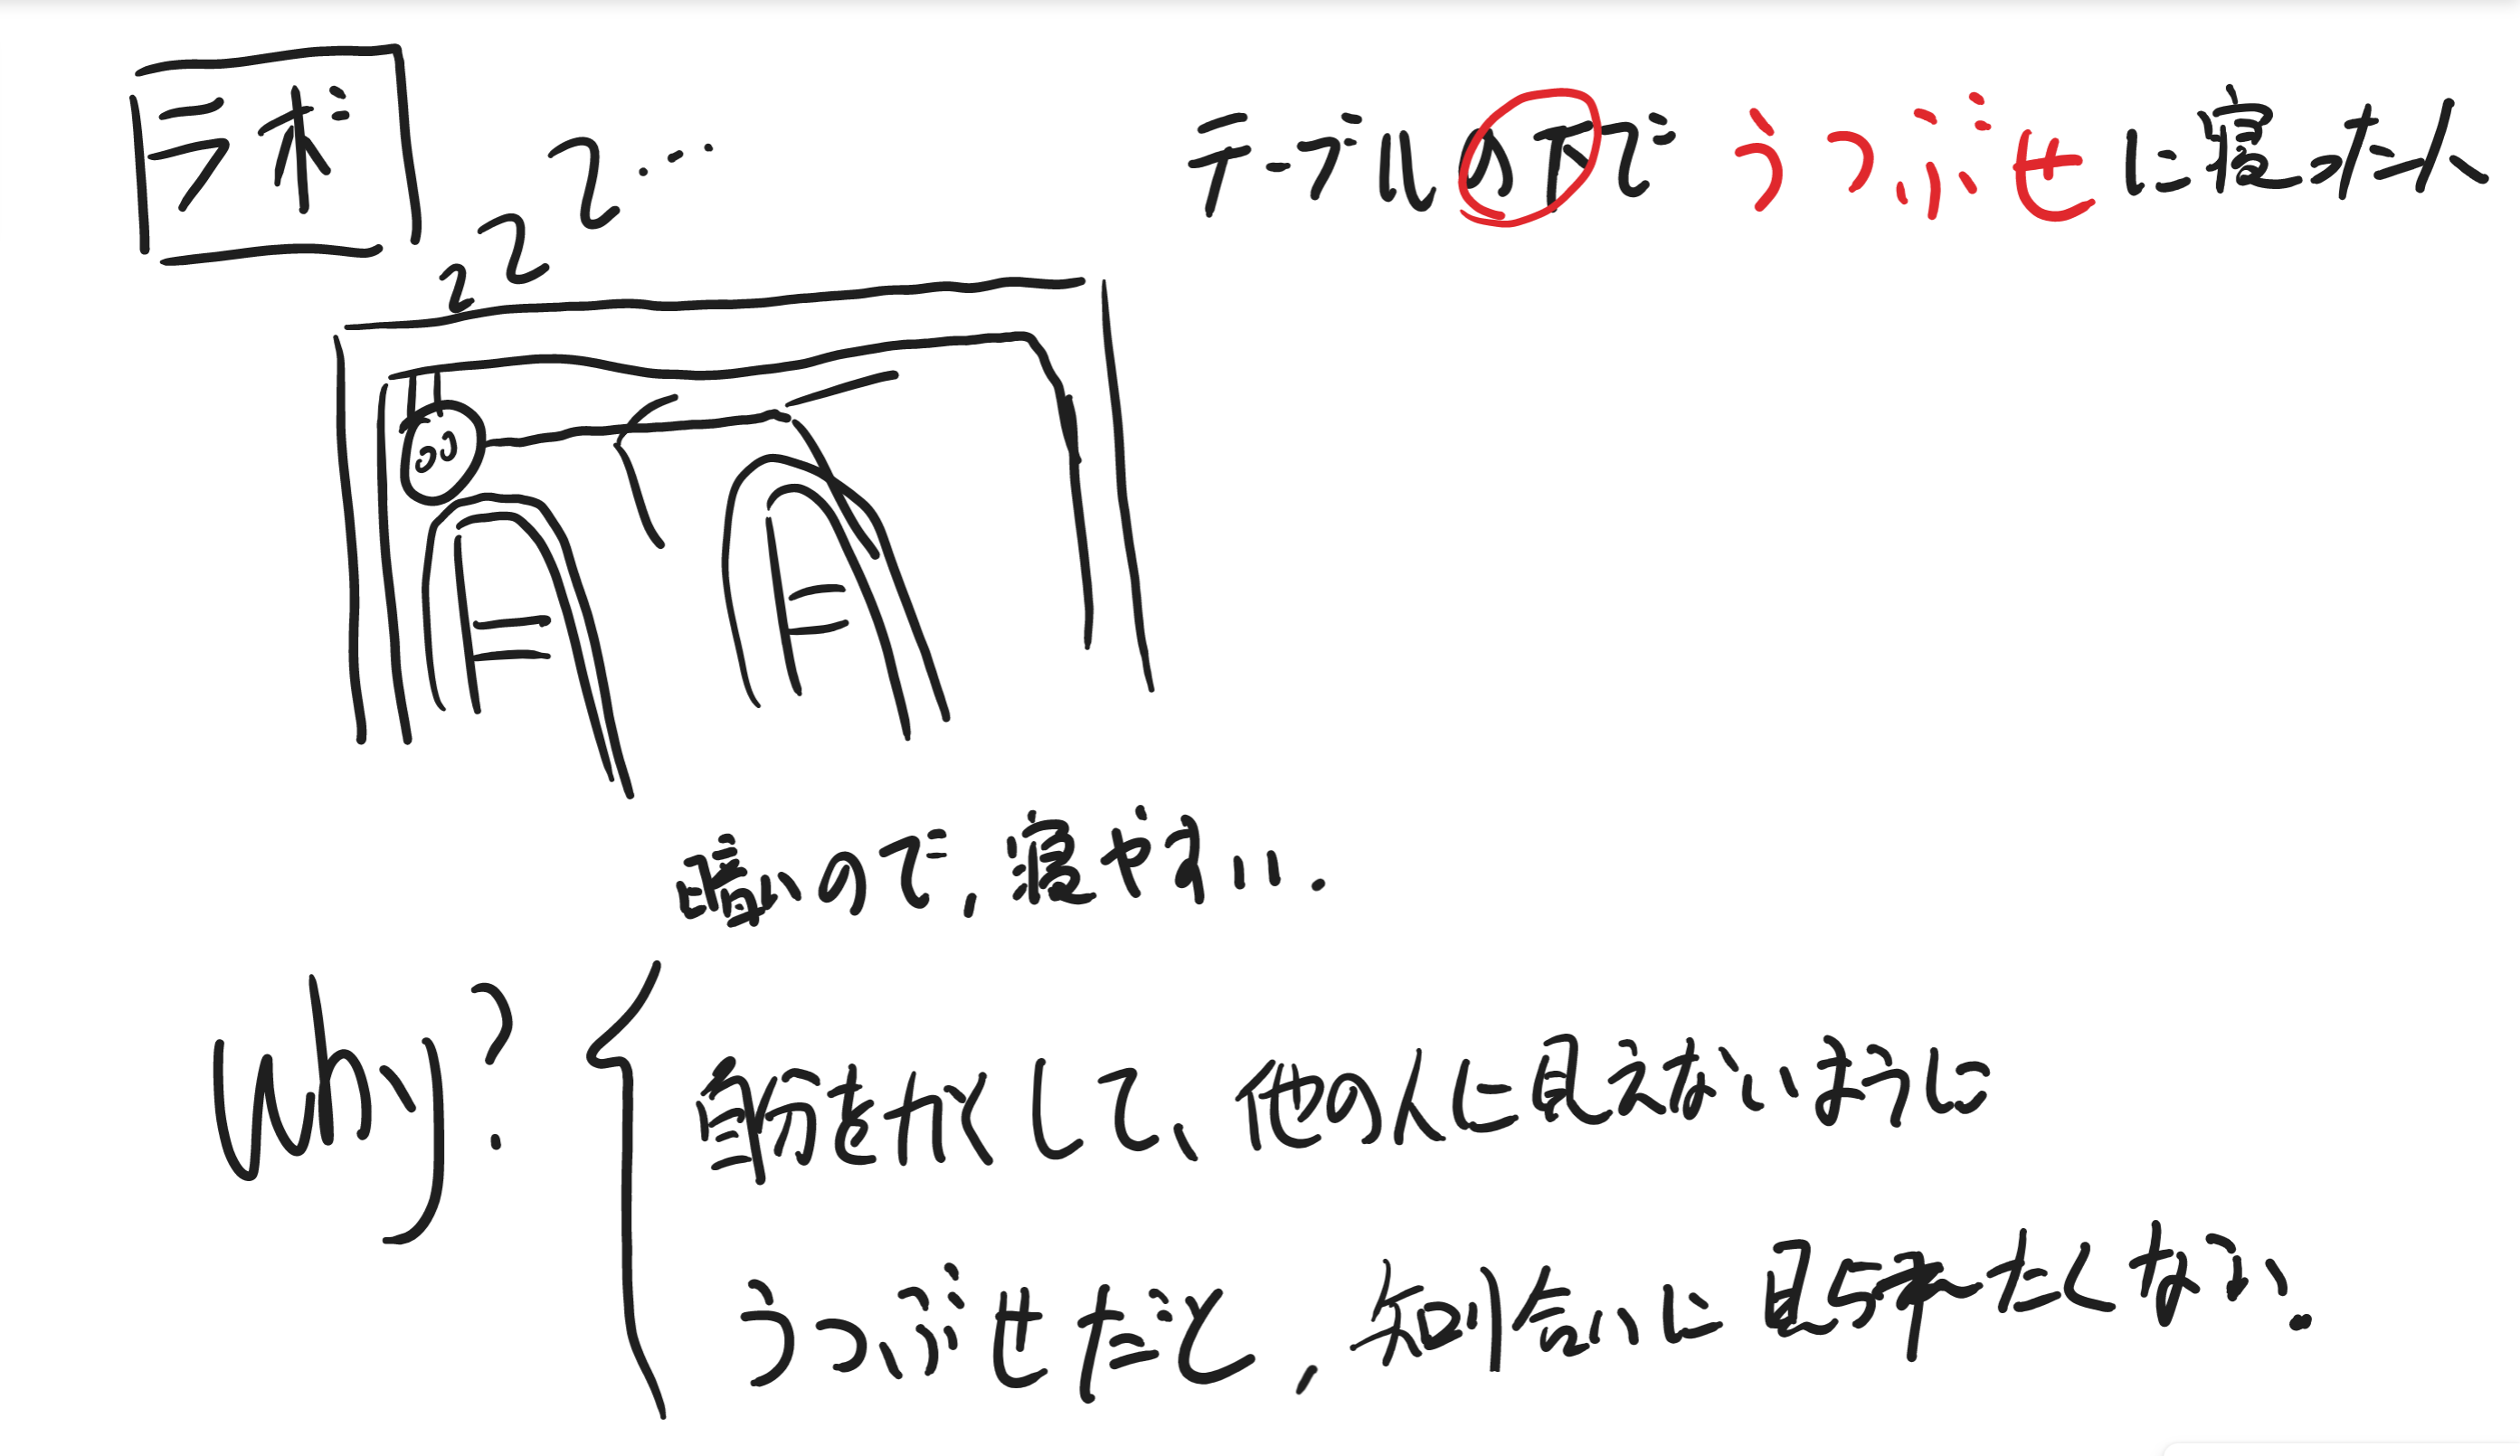 ラボ
zzz...
テーブルの下でうつぶせに寝た人
暗いので,寝やすい.
Why?
身を かくして、他の人に見えないように
うつぶせだと,知り合いに見られたくない.